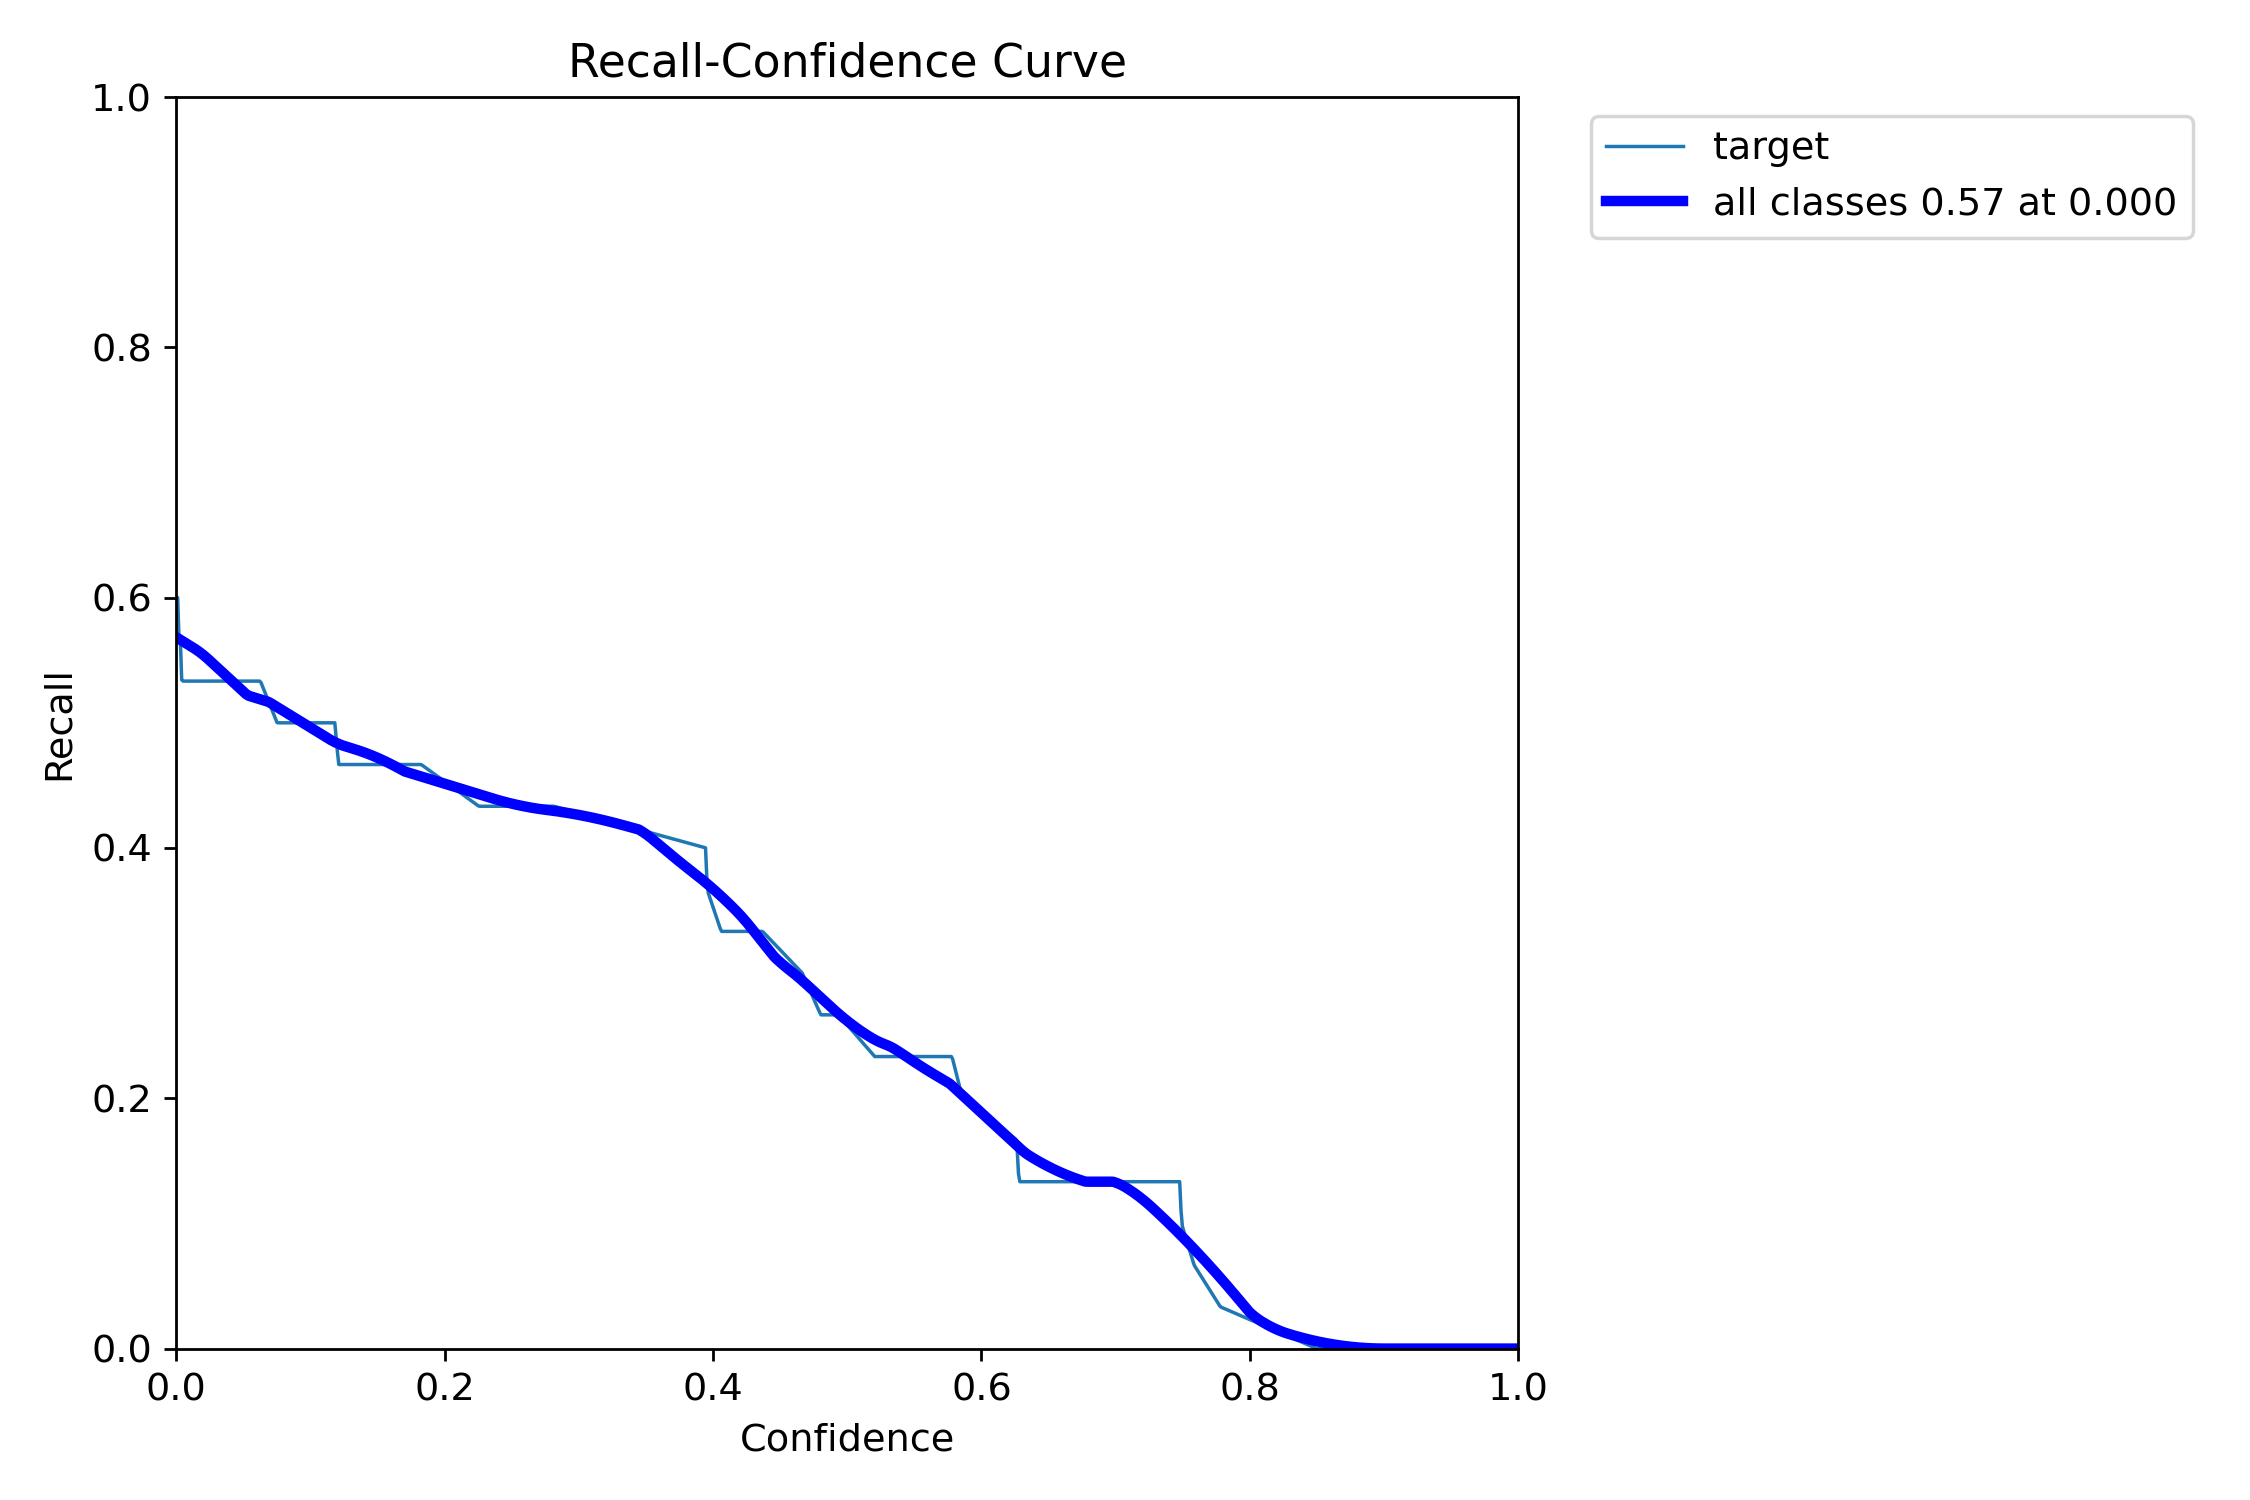 Recall-Confidence Curve
1.0
0.8
0.6
0.4
0.2
0.0
Recall
0.0 0.2 0.4 0.6 0.8 1.0
Confidence
target
all classes 0.57 at 0.000